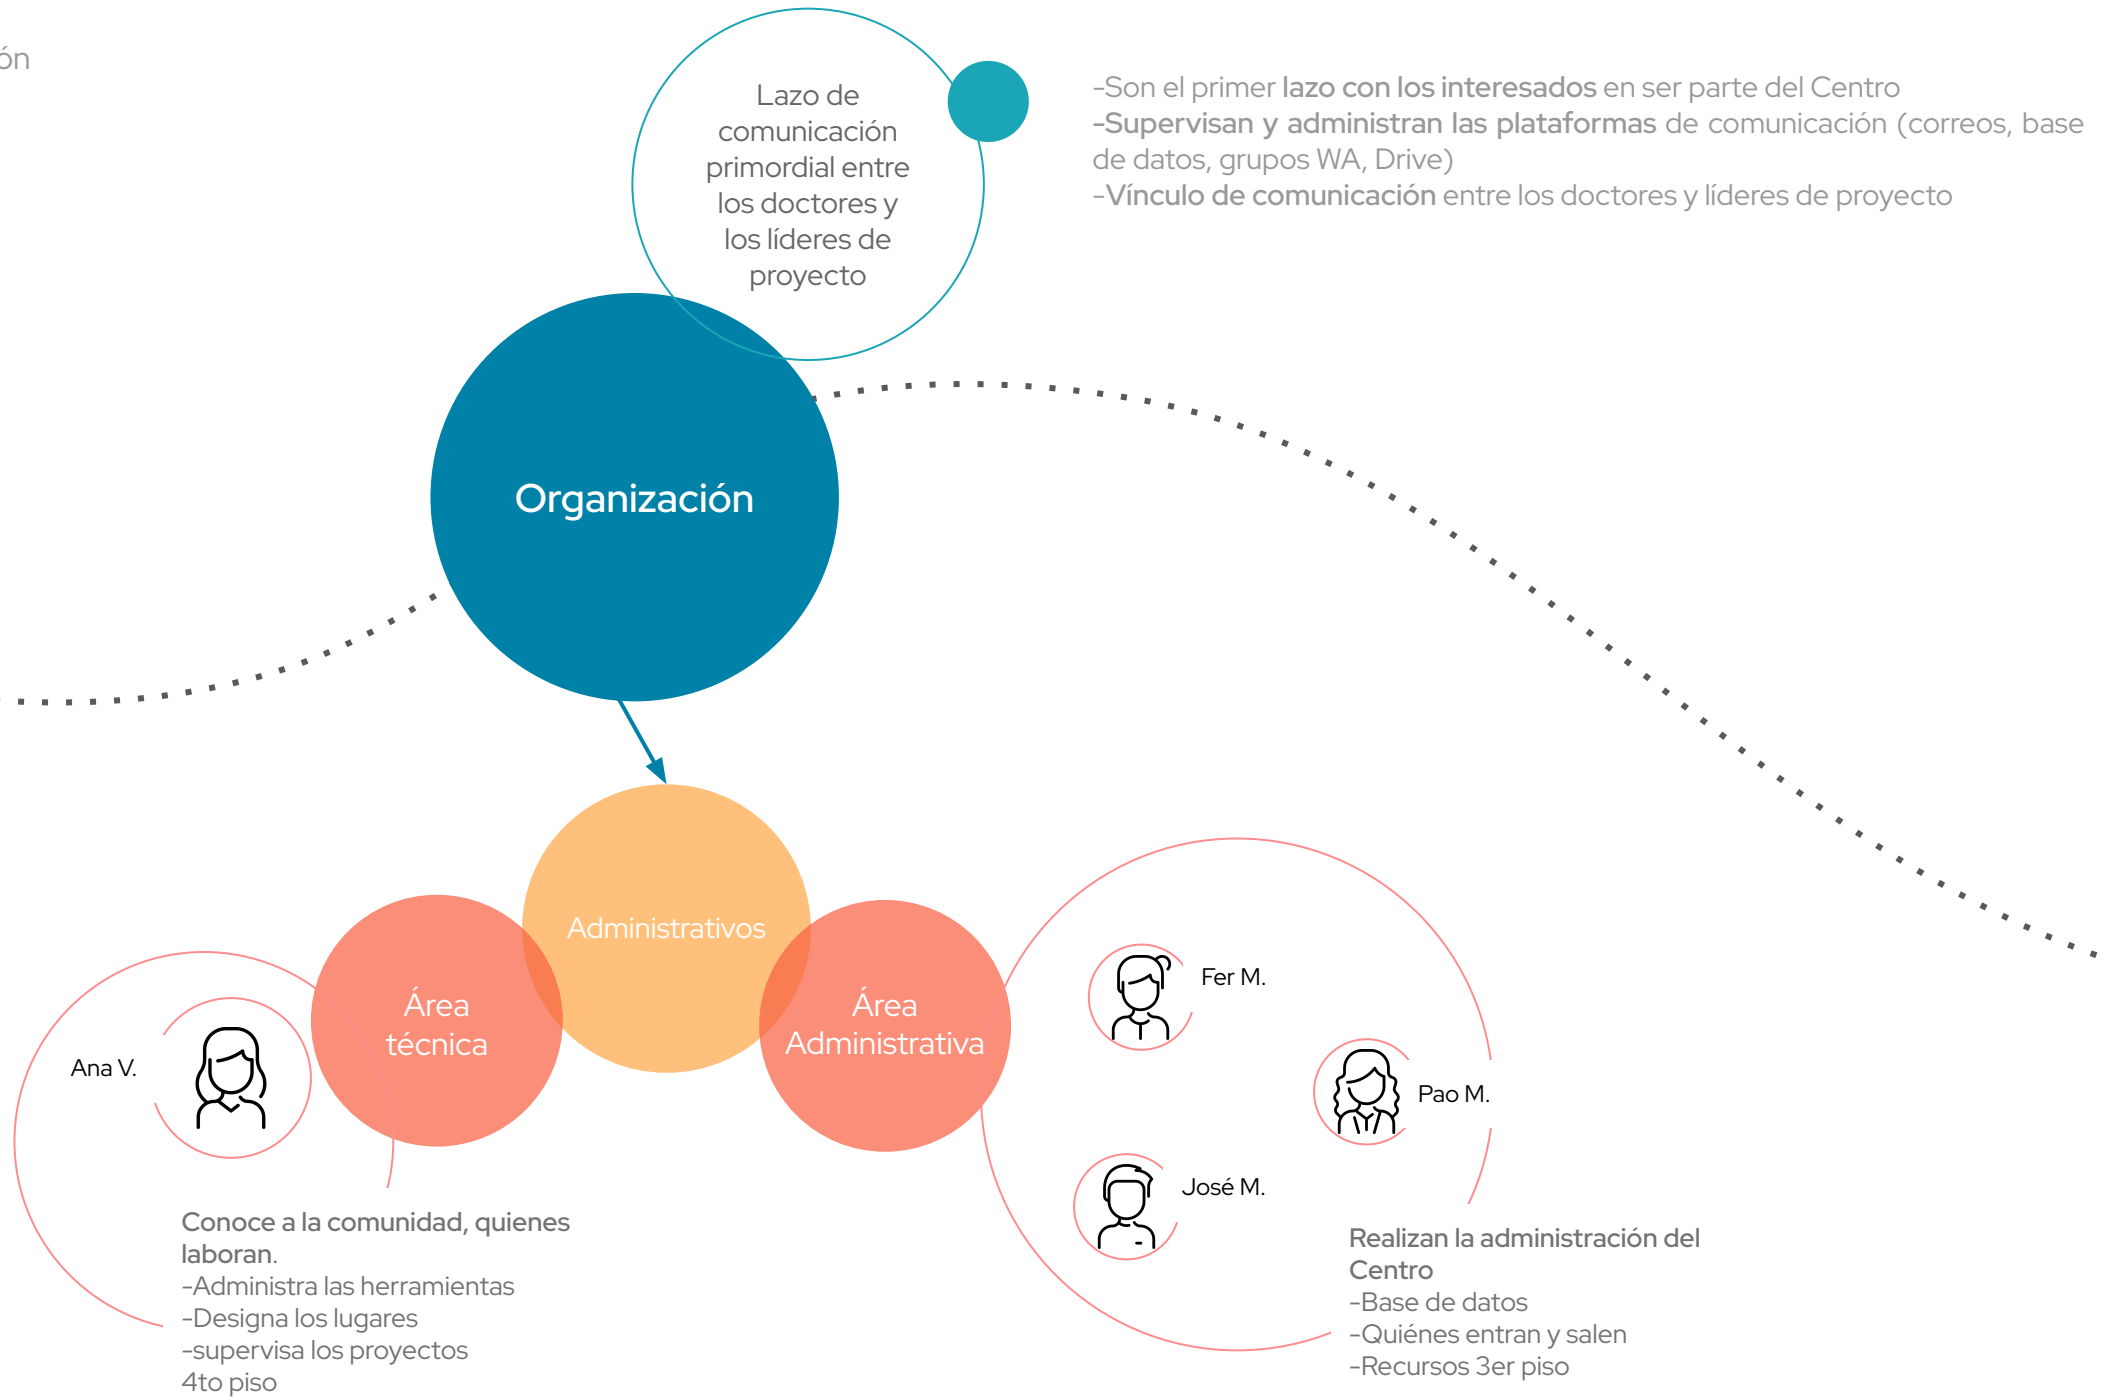 ón
Lazo de
comunicación
primordial entre
los doctores y
los líderes de
proyecto
-Son el primer lazo con los interesados en ser parte del Centro
-Supervisan y administran las plataformas de comunicación (correos, base
de datos, grupos WA, Drive)
-Vínculo de comunicación entre los doctores y líderes de proyecto
Organización
Administrativos
Área
técnica
Área
Administrativa
Ana V.
Fer M.
Pao M.
José M.
Conoce a la comunidad, quienes
laboran.
-Administra las herramientas
-Designa los lugares
-supervisa los proyectos
4to piso
Realizan la administración del
Centro
-Base de datos
-Quiénes entran y salen
-Recursos 3er piso